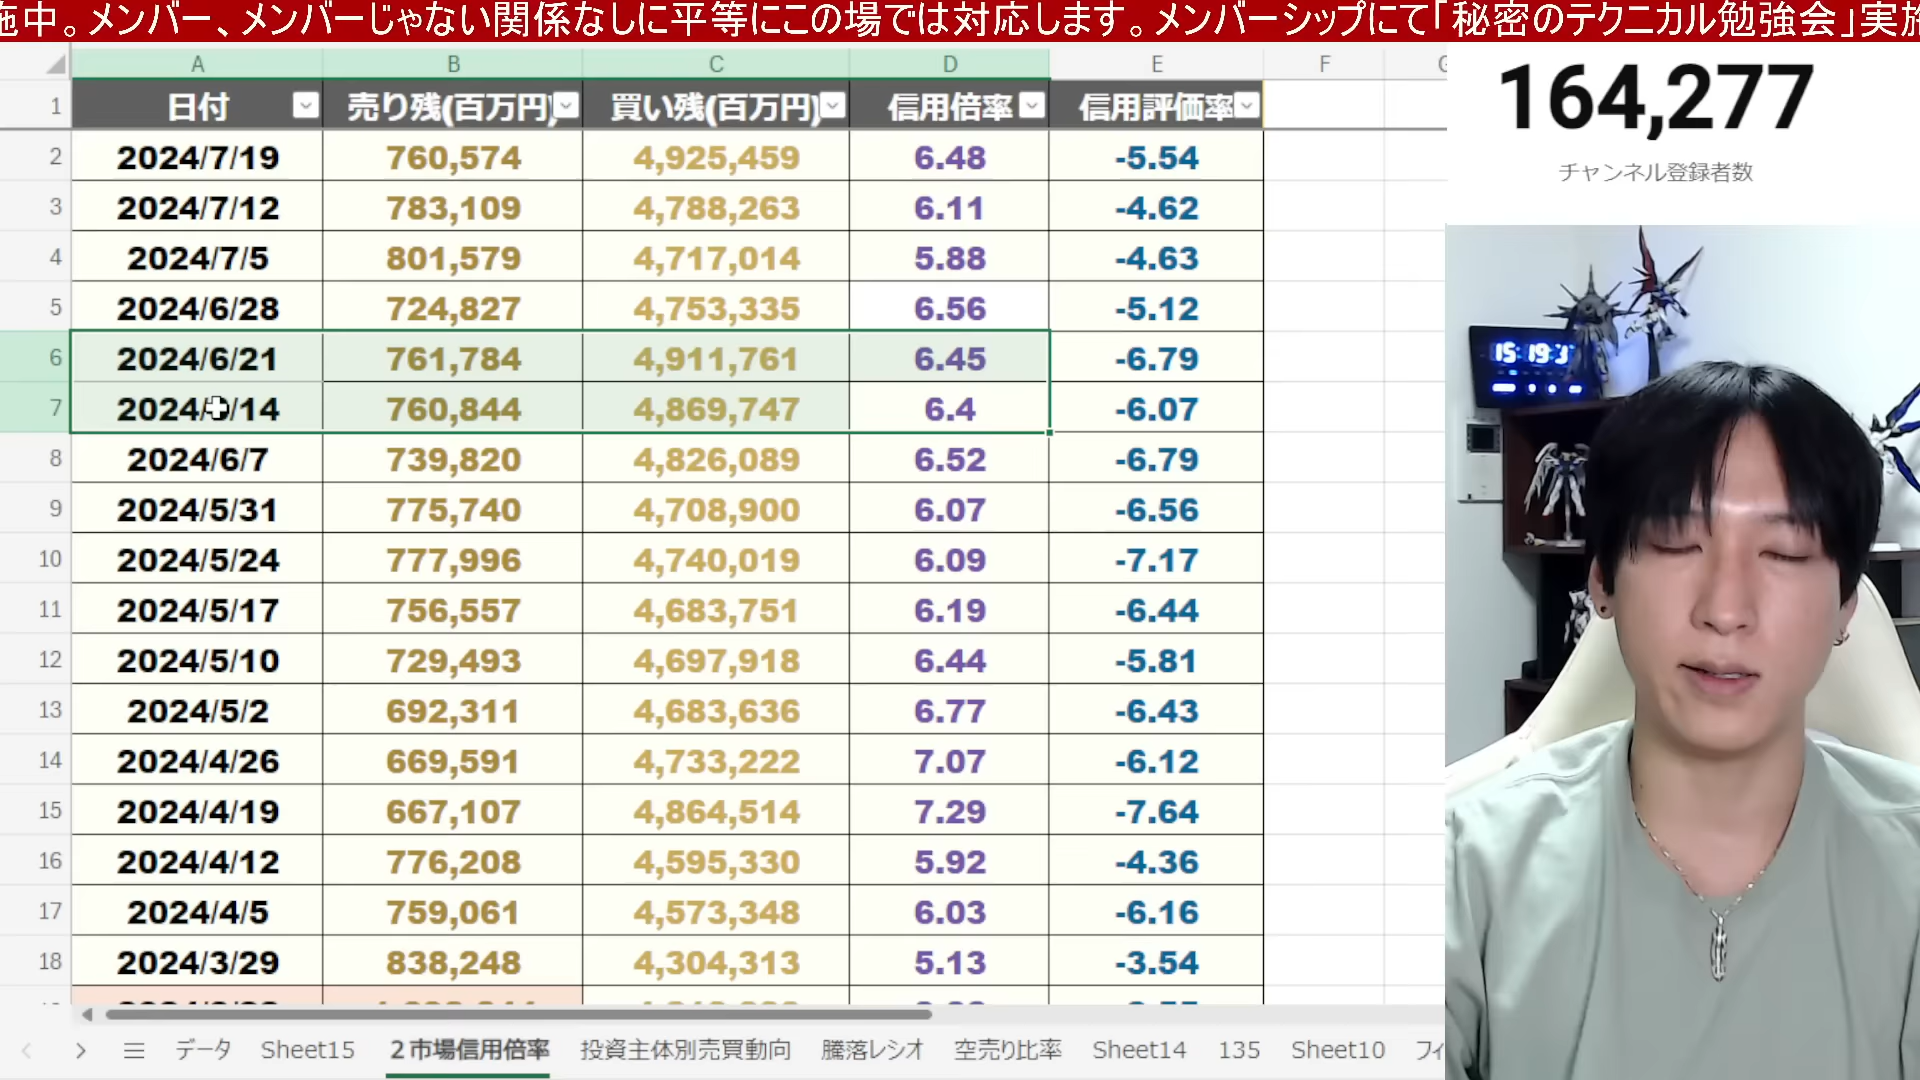 施中。メンバー、メンバーじゃない関係なしに平等にこの場では対応します。メンバーシップにて「秘密のテクニカル勉強会」実施
164,277
チャンネル登録者数
A B C D E F
1 日付 売り残(百万円) 買い残(百万円) 信用倍率 信用評価率
2 2024/7/19 760,574 4,925,459 6.48 -5.54
3 2024/7/12 783,109 4,788,263 6.11 -4.62
4 2024/7/5 801,579 4,717,014 5.88 -4.63
5 2024/6/28 724,827 4,753,335 6.56 -5.12
6 2024/6/21 761,784 4,911,761 6.45 -6.79
7 2024/ /14 760,844 4,869,747 6.4 -6.07
8 2024/6/7 739,820 4,826,089 6.52 -6.79
9 2024/5/31 775,740 4,708,900 6.07 -6.56
10 2024/5/24 777,996 4,740,019 6.09 -7.17
11 2024/5/17 756,557 4,683,751 6.19 -6.44
12 2024/5/10 729,493 4,697,918 6.44 -5.81
13 2024/5/2 692,311 4,683,636 6.77 -6.43
14 2024/4/26 669,591 4,733,222 7.07 -6.12
15 2024/4/19 667,107 4,864,514 7.29 -7.64
16 2024/4/12 776,208 4,595,330 5.92 -4.36
17 2024/4/5 759,061 4,573,348 6.03 -6.16
18 2024/3/29 838,248 4,304,313 5.13 -3.54
データ Sheet15 2市場信用倍率 投資主体別売買動向 騰落レシオ 空売り比率 Sheet14 135 Sheet10 フィ
15:19:3